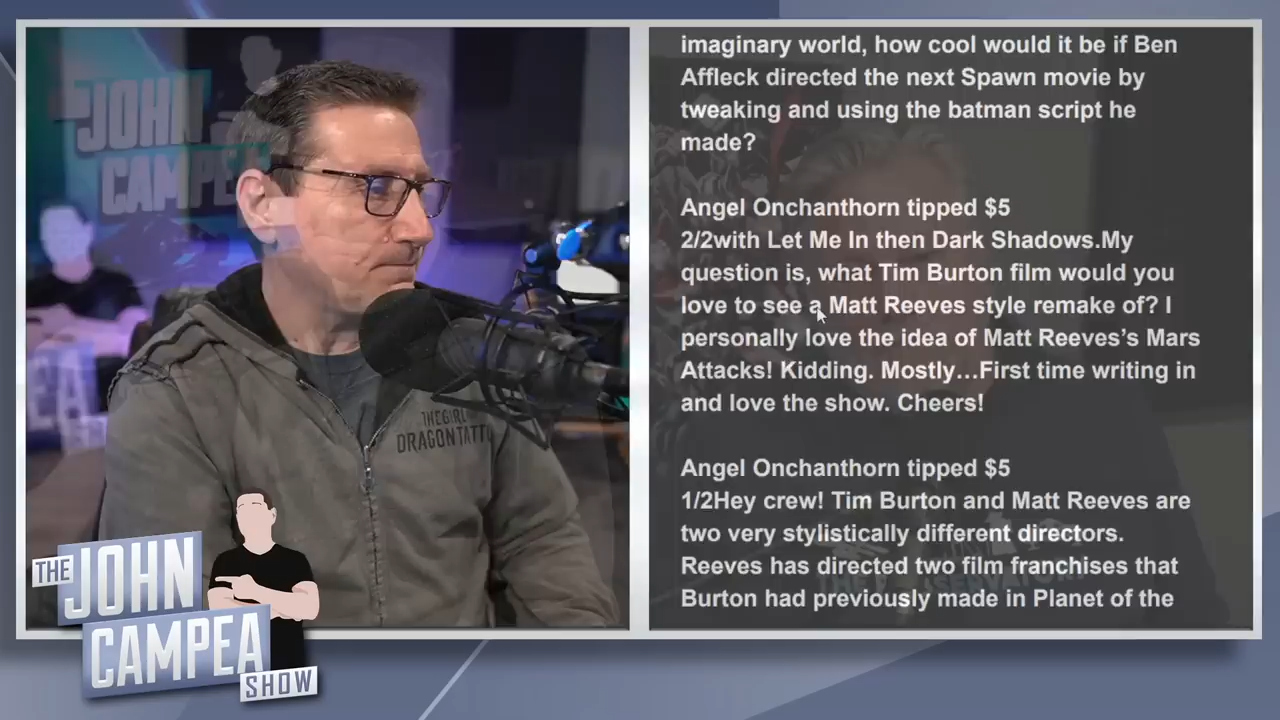 JOHN
CAMPE
THE GIRL
DRAGON TATT
THE
JOHN
CAMPEA
SHOW
imaginary world, how cool would it be if Ben
Affleck directed the next Spawn movie by
tweaking and using the batman script he
made?
Angel Onchanthorn tipped $5
2/2with Let Me In then Dark Shadows.My
question is, what Tim Burton film would you
love to see a Matt Reeves style remake of? I
personally love the idea of Matt Reeves’s Mars
Attacks! Kidding. Mostly…First time writing in
and love the show. Cheers!
Angel Onchanthorn tipped $5
1/2Hey crew! Tim Burton and Matt Reeves are
two very stylistically different directors.
Reeves has directed two film franchises that
Burton had previously made in Planet of the